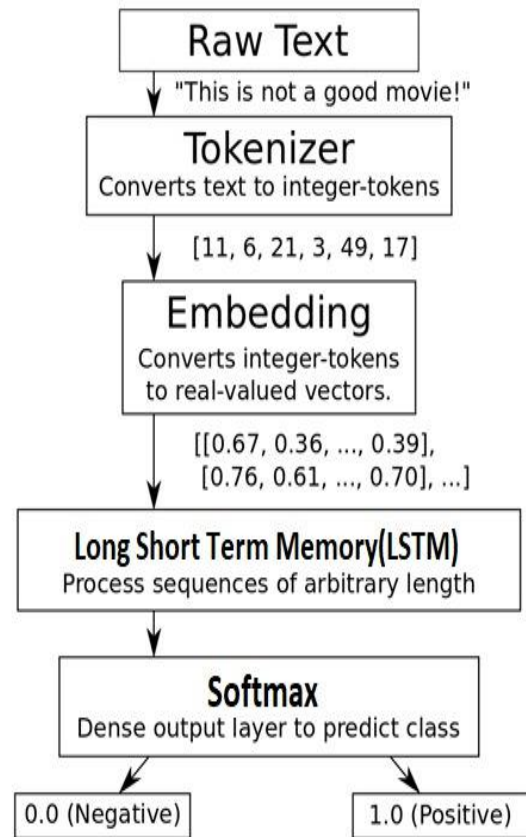 Raw Text
"This is not a good movie!"
Tokenizer
Converts text to integer-tokens
[11, 6, 21, 3, 49, 17]
Embedding
Converts integer-tokens
to real-valued vectors.
[[0.67, 0.36, ..., 0.39],
[0.76, 0.61, ..., 0.70], ...]
Long Short Term Memory(LSTM)
Process sequences of arbitrary length
Softmax
Dense output layer to predict class
0.0 (Negative)
1.0 (Positive)